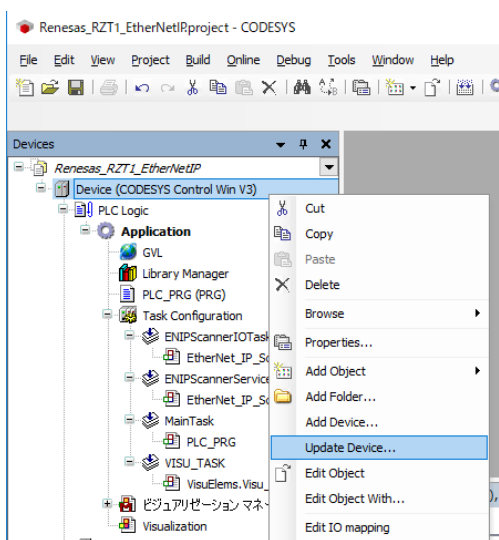 Renesas_RZT1_EtherNetIP.project - CODESYS
File Edit View Project Build Online Debug Tools Window Help
Devices
Renesas_RZT1_EtherNetIP
Device (CODESYS Control Win V3)
PLC Logic
Application
GVL
Library Manager
PLC_PRG (PRG)
Task Configuration
ENIPScannerIOTask
EtherNet_IP_Sc
ENIPScannerService
EtherNet_IP_Sc
MainTask
PLC_PRG
VISU_TASK
VisuElems.Visu_
ビジュアリゼーション マネ
Visualization
Cut
Copy
Paste
Delete
Browse
Properties...
Add Object
Add Folder...
Add Device...
Update Device...
Edit Object
Edit Object With...
Edit IO mapping
),